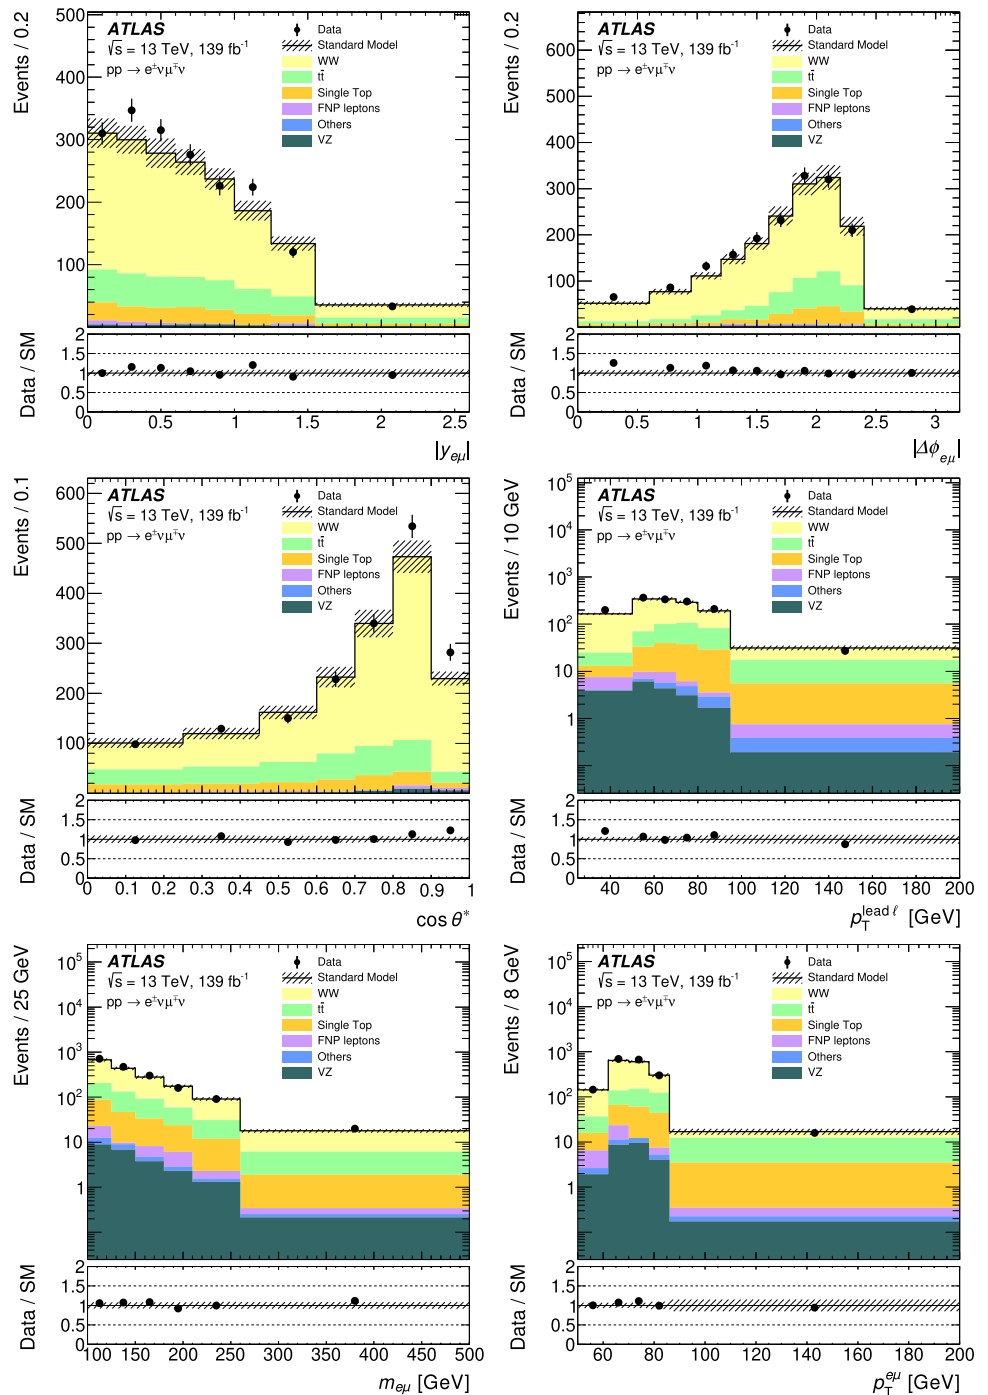 Events / 0.2
ATLAS
√s = 13 TeV, 139 fb⁻¹
pp → e±νμ∓ν
Data
Standard Model
WW
tt̄
Single Top
FNP leptons
Others
VZ
500
400
300
200
100
Data / SM
2
1.5
1
0.5
0
0 0.5 1 1.5 2 2.5
|y_eμ|
Events / 0.2
ATLAS
√s = 13 TeV, 139 fb⁻¹
pp → e±νμ∓ν
Data
Standard Model
WW
tt̄
Single Top
FNP leptons
Others
VZ
600
500
400
300
200
100
Data / SM
2
1.5
1
0.5
0
0 0.5 1 1.5 2 2.5 3
|Δϕ_eμ|
Events / 0.1
ATLAS
√s = 13 TeV, 139 fb⁻¹
pp → e±νμ∓ν
Data
Standard Model
WW
tt̄
Single Top
FNP leptons
Others
VZ
600
500
400
300
200
100
Data / SM
2
1.5
1
0.5
0
0 0.1 0.2 0.3 0.4 0.5 0.6 0.7 0.8 0.9 1
cos θ*
Events / 10 GeV
ATLAS
√s = 13 TeV, 139 fb⁻¹
pp → e±νμ∓ν
Data
Standard Model
WW
tt̄
Single Top
FNP leptons
Others
VZ
10⁵
10⁴
10³
10²
10
1
Data / SM
2
1.5
1
0.5
0
40 60 80 100 120 140 160 180 200
p_T^lead ℓ [GeV]
Events / 25 GeV
ATLAS
√s = 13 TeV, 139 fb⁻¹
pp → e±νμ∓ν
Data
Standard Model
WW
tt̄
Single Top
FNP leptons
Others
VZ
10⁵
10⁴
10³
10²
10
1
Data / SM
2
1.5
1
0.5
0
100 150 200 250 300 350 400 450 500
m_eμ [GeV]
Events / 8 GeV
ATLAS
√s = 13 TeV, 139 fb⁻¹
pp → e±νμ∓ν
Data
Standard Model
WW
tt̄
Single Top
FNP leptons
Others
VZ
10⁵
10⁴
10³
10²
10
1
Data / SM
2
1.5
1
0.5
0
60 80 100 120 140 160 180 200
p_T^eμ [GeV]